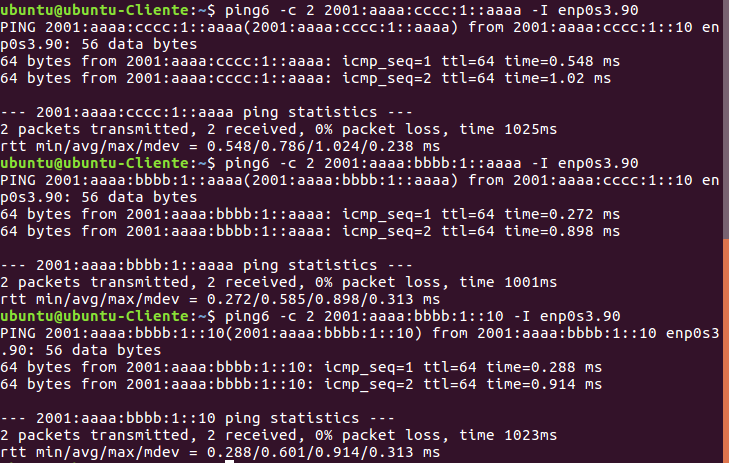 ubuntu@ubuntu-Cliente:~$ ping6 -c 2 2001:aaaa:cccc:1::aaaa -I enp0s3.90
PING 2001:aaaa:cccc:1::aaaa(2001:aaaa:cccc:1::aaaa) from 2001:aaaa:cccc:1::10 en
p0s3.90: 56 data bytes
64 bytes from 2001:aaaa:cccc:1::aaaa: icmp_seq=1 ttl=64 time=0.548 ms
64 bytes from 2001:aaaa:cccc:1::aaaa: icmp_seq=2 ttl=64 time=1.02 ms

--- 2001:aaaa:cccc:1::aaaa ping statistics ---
2 packets transmitted, 2 received, 0% packet loss, time 1025ms
rtt min/avg/max/mdev = 0.548/0.786/1.024/0.238 ms
ubuntu@ubuntu-Cliente:~$ ping6 -c 2 2001:aaaa:bbbb:1::aaaa -I enp0s3.90
PING 2001:aaaa:bbbb:1::aaaa(2001:aaaa:bbbb:1::aaaa) from 2001:aaaa:cccc:1::10 en
p0s3.90: 56 data bytes
64 bytes from 2001:aaaa:bbbb:1::aaaa: icmp_seq=1 ttl=64 time=0.272 ms
64 bytes from 2001:aaaa:bbbb:1::aaaa: icmp_seq=2 ttl=64 time=0.898 ms

--- 2001:aaaa:bbbb:1::aaaa ping statistics ---
2 packets transmitted, 2 received, 0% packet loss, time 1001ms
rtt min/avg/max/mdev = 0.272/0.585/0.898/0.313 ms
ubuntu@ubuntu-Cliente:~$ ping6 -c 2 2001:aaaa:bbbb:1::10 -I enp0s3.90
PING 2001:aaaa:bbbb:1::10(2001:aaaa:bbbb:1::10) from 2001:aaaa:bbbb:1::10 enp0s3
.90: 56 data bytes
64 bytes from 2001:aaaa:bbbb:1::10: icmp_seq=1 ttl=64 time=0.288 ms
64 bytes from 2001:aaaa:bbbb:1::10: icmp_seq=2 ttl=64 time=0.914 ms

--- 2001:aaaa:bbbb:1::10 ping statistics ---
2 packets transmitted, 2 received, 0% packet loss, time 1023ms
rtt min/avg/max/mdev = 0.288/0.601/0.914/0.313 ms